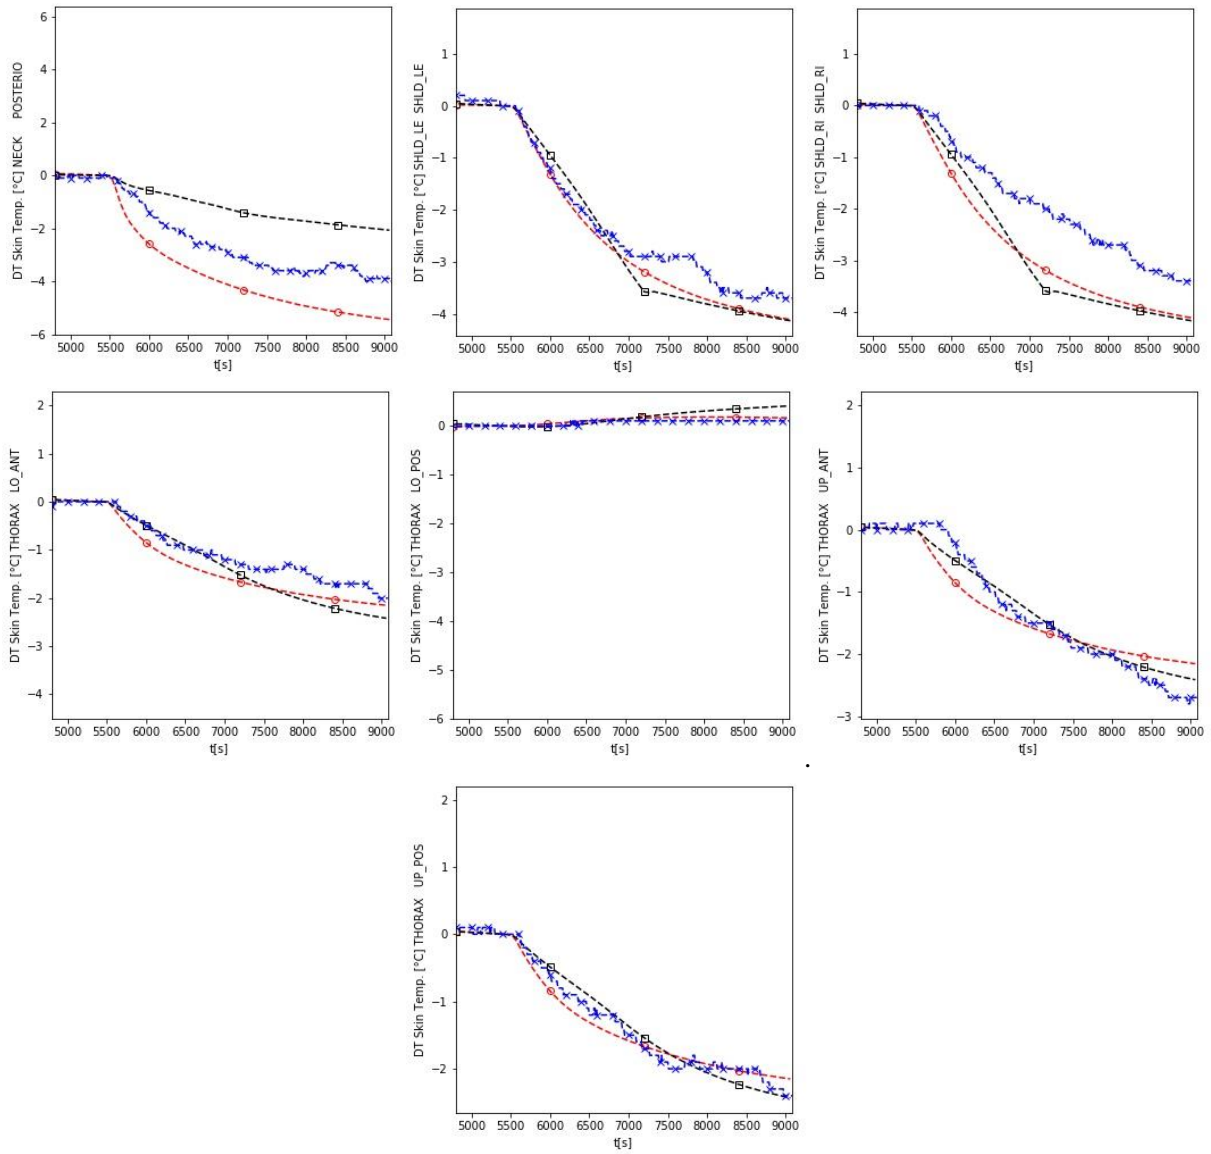 DT Skin Temp. [°C] NECK POSTERIO
6
4
2
0
−2
−4
−6
5000 5500 6000 6500 7000 7500 8000 8500 9000
t[s]
DT Skin Temp. [°C] SHLD_LE SHLD_LE
1
0
−1
−2
−3
−4
5000 5500 6000 6500 7000 7500 8000 8500 9000
t[s]
DT Skin Temp. [°C] SHLD_RI SHLD_RI
1
0
−1
−2
−3
−4
5000 5500 6000 6500 7000 7500 8000 8500 9000
t[s]
DT Skin Temp. [°C] THORAX LO_ANT
2
1
0
−1
−2
−3
−4
5000 5500 6000 6500 7000 7500 8000 8500 9000
t[s]
DT Skin Temp. [°C] THORAX LO_POS
0
−1
−2
−3
−4
−5
−6
5000 5500 6000 6500 7000 7500 8000 8500 9000
t[s]
DT Skin Temp. [°C] THORAX UP_ANT
2
1
0
−1
−2
−3
5000 5500 6000 6500 7000 7500 8000 8500 9000
t[s]
.
DT Skin Temp. [°C] THORAX UP_POS
2
1
0
−1
−2
5000 5500 6000 6500 7000 7500 8000 8500 9000
t[s]